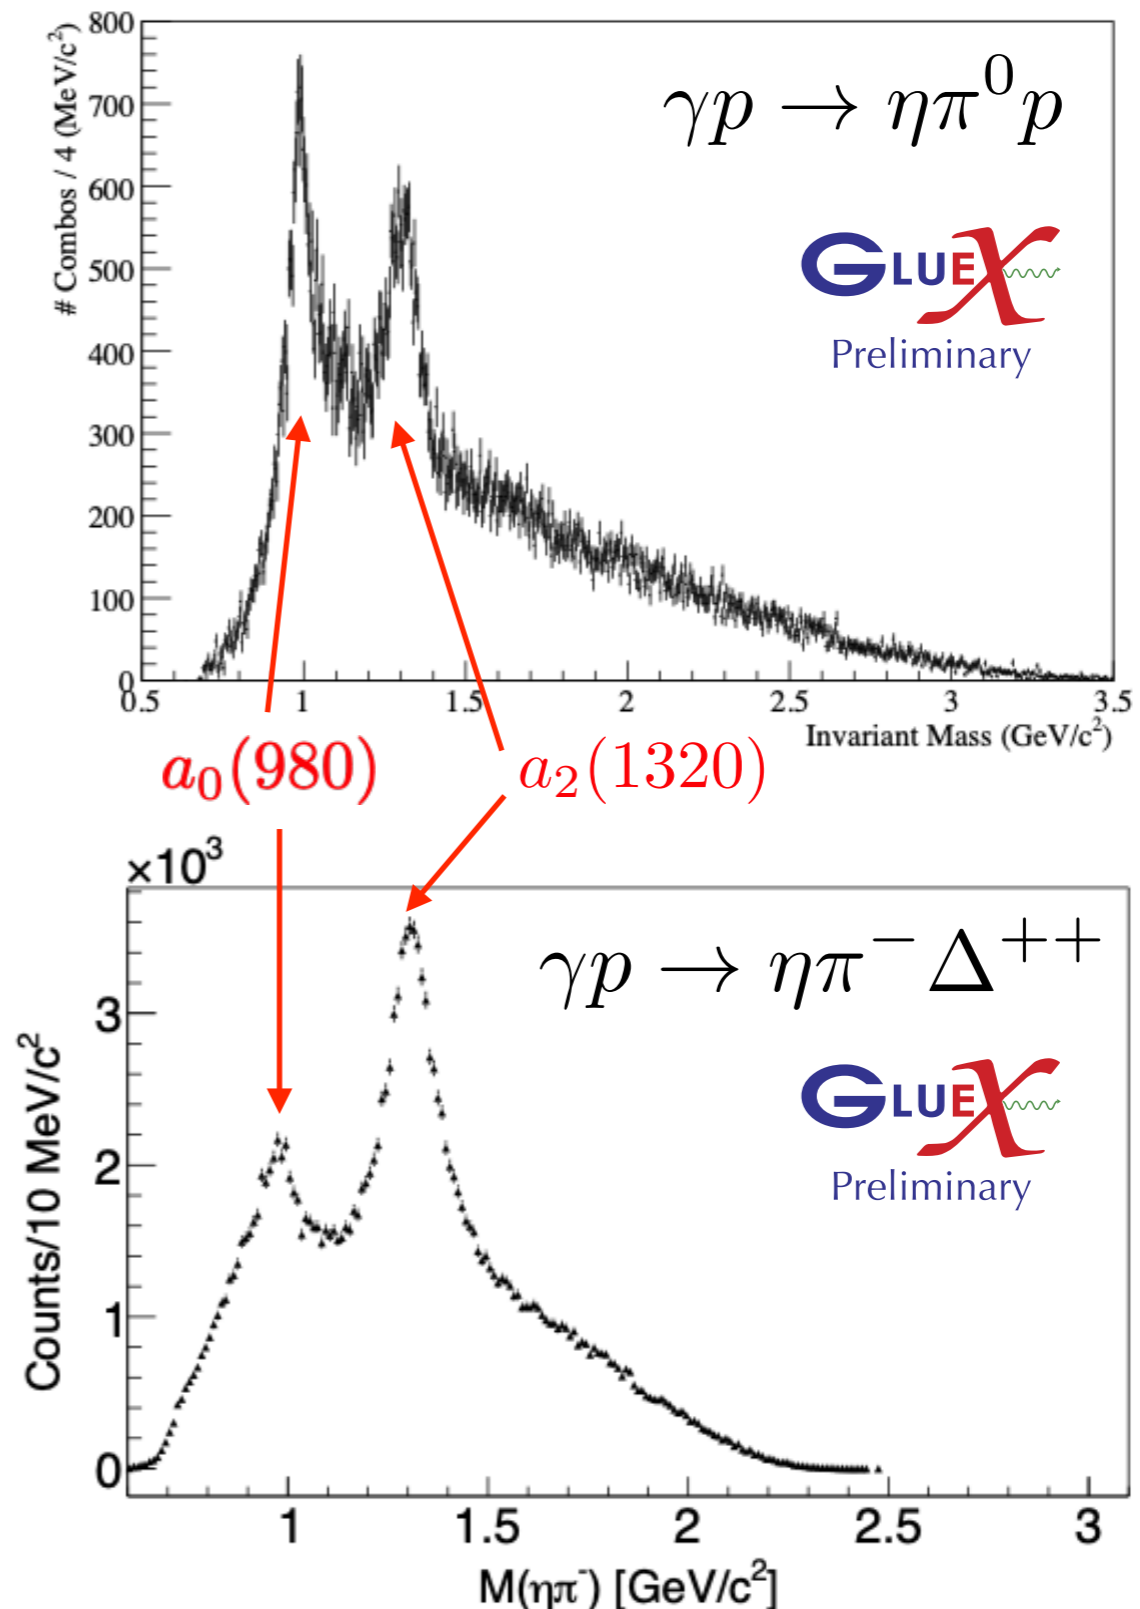 800
700
600
500
400
300
200
100
0
# Combos / 4 (MeV/c²)
γp → ηπ⁰p
GLUEX
Preliminary
0.5 1 1.5 2 2.5 3 3.5
Invariant Mass (GeV/c²)
a₀(980) a₂(1320)
×10³
γp → ηπ⁻Δ⁺⁺
GLUEX
Preliminary
3
2
1
0
Counts/10 MeV/c²
1 1.5 2 2.5 3
M(ηπ⁻) [GeV/c²]